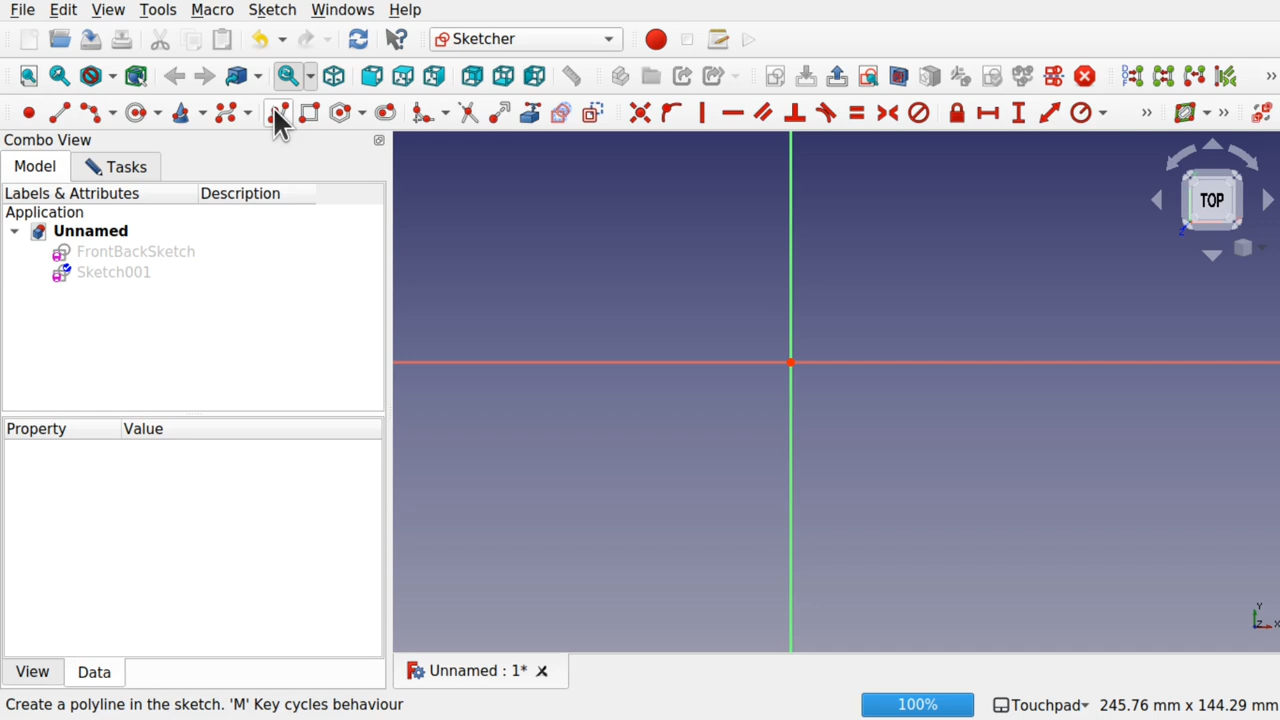 File Edit View Tools Macro Sketch Windows Help
Sketcher
Combo View
Model Tasks
Labels & Attributes Description
Application
Unnamed
FrontBackSketch
Sketch001
TOP
Property Value
Y
Z X
View Data
Unnamed : 1*
Create a polyline in the sketch. 'M' Key cycles behaviour 100% Touchpad 245.76 mm x 144.29 mm